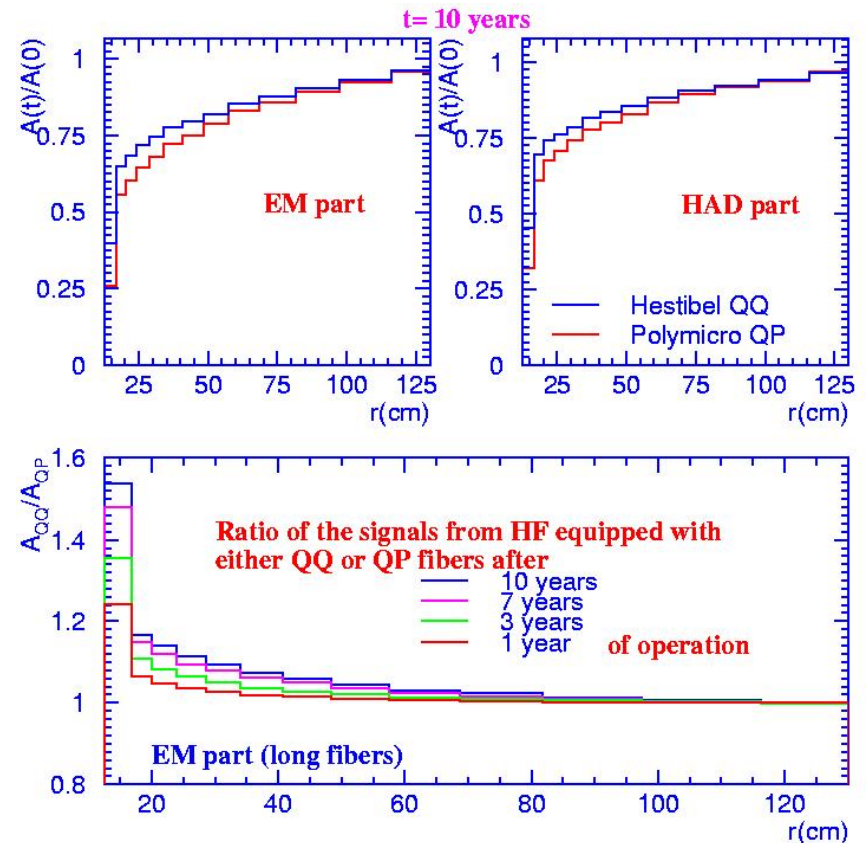 t= 10 years
A(t)/A(0)
1
0.75
0.5
0.25
0
EM part
25
50
75
100
125
r(cm)
A(t)/A(0)
1
0.75
0.5
0.25
0
HAD part
Hestibel QQ
Polymicro QP
25
50
75
100
125
r(cm)
A_QQ/A_QP
1.6
1.4
1.2
1
0.8
Ratio of the signals from HF equipped with
either QQ or QP fibers after
10 years
7 years
3 years
1 year of operation
EM part (long fibers)
20
40
60
80
100
120
r(cm)